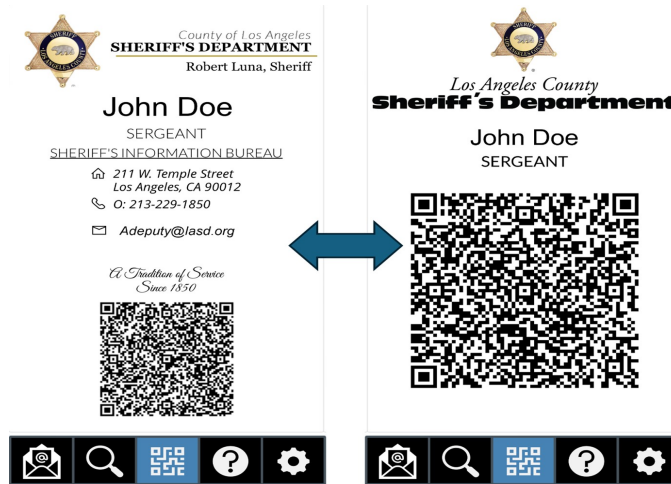 County of Los Angeles
SHERIFF'S DEPARTMENT
Robert Luna, Sheriff
John Doe
SERGEANT
SHERIFF'S INFORMATION BUREAU
211 W. Temple Street
Los Angeles, CA 90012
O: 213-229-1850
Adeputy@lasd.org
A Tradition of Service
Since 1850
Los Angeles County
Sheriff's Department
John Doe
SERGEANT